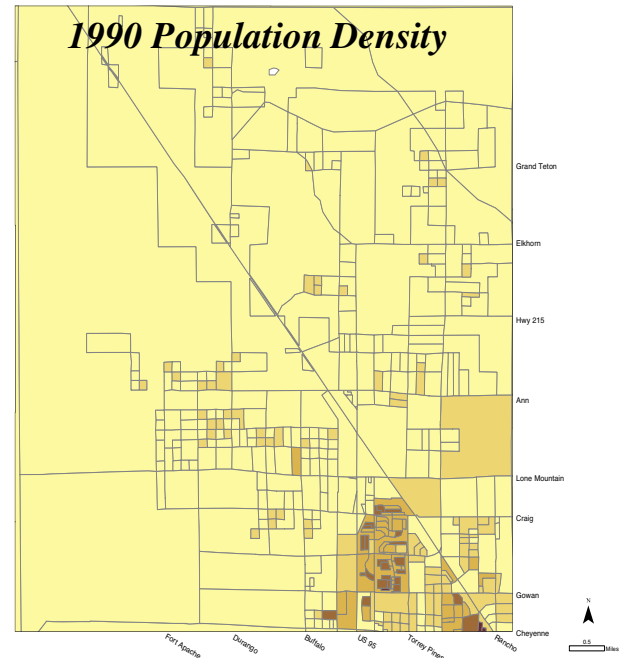 1990 Population Density
Grand Teton
Elkhorn
Hwy 215
Ann
Lone Mountain
Craig
Gowan
Cheyenne
Fort Apache
Durango
Buffalo
US 95
Torrey Pines
Rancho
N
0.5
Miles